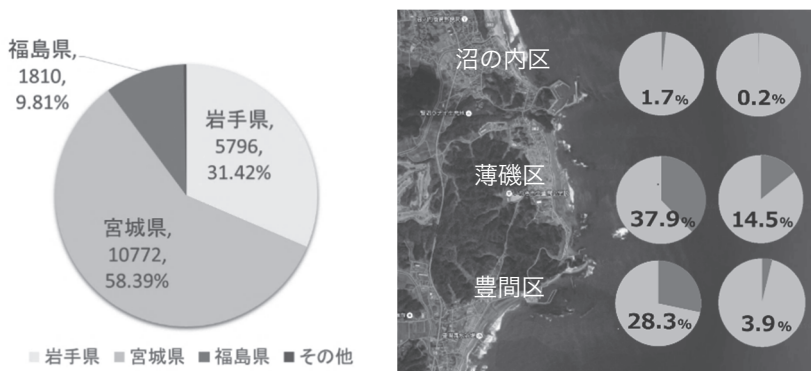 福島県,
1810,
9.81%
岩手県,
5796,
31.42%
宮城県,
10772,
58.39%
岩手県 宮城県 福島県 その他
沼の内区
1.7%
0.2%
薄磯区
37.9%
14.5%
豊間区
28.3%
3.9%